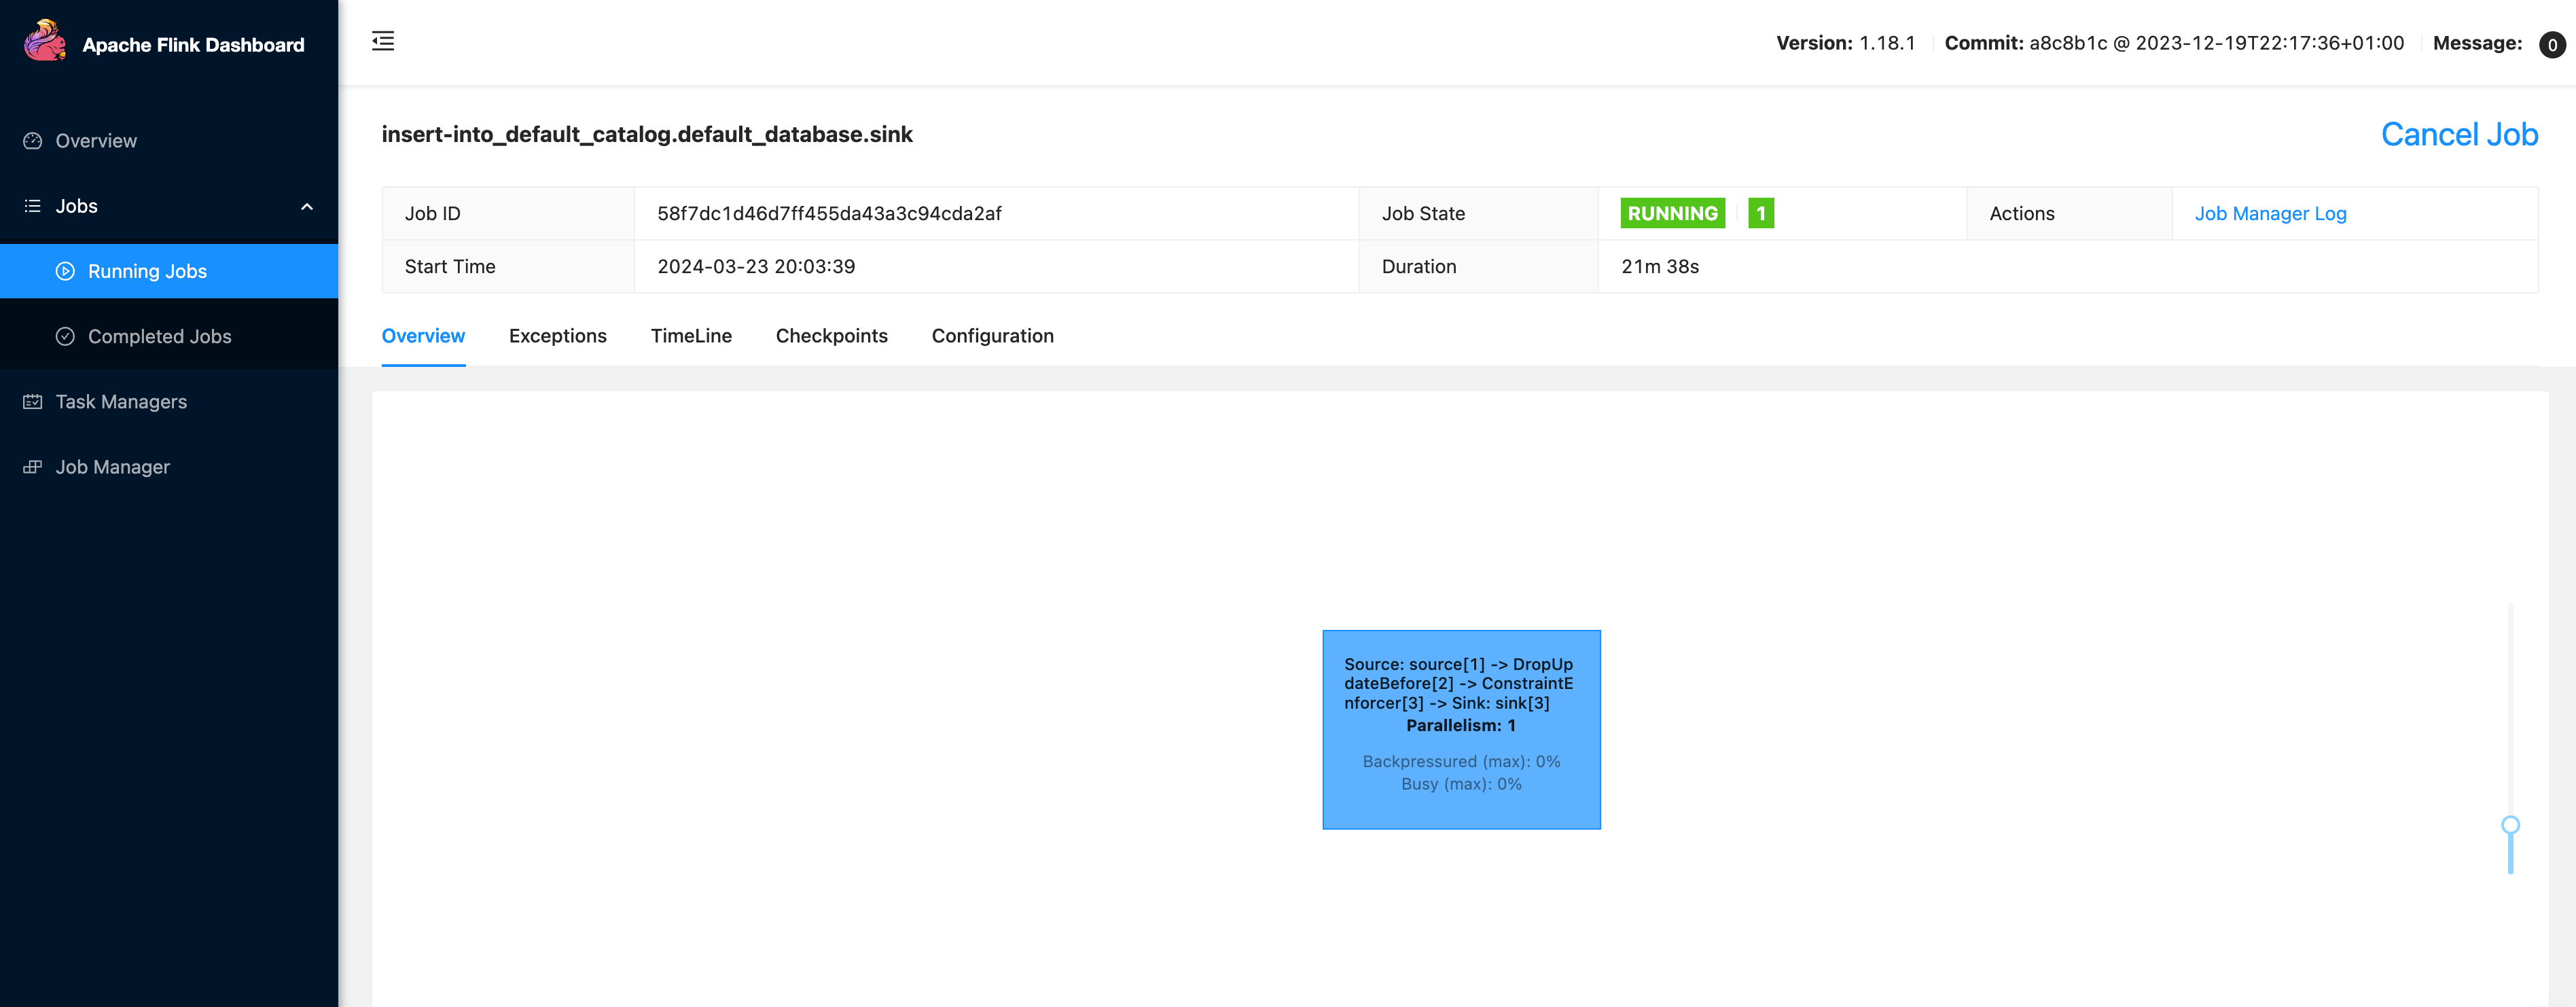 Apache Flink Dashboard
Version: 1.18.1 Commit: a8c8b1c @ 2023-12-19T22:17:36+01:00 Message: 0
Overview
Jobs
Running Jobs
Completed Jobs
Task Managers
Job Manager
insert-into_default_catalog.default_database.sink
Cancel Job
Job ID 58f7dc1d46d7ff455da43a3c94cda2af Job State RUNNING 1 Actions Job Manager Log
Start Time 2024-03-23 20:03:39 Duration 21m 38s
Overview Exceptions TimeLine Checkpoints Configuration
Source: source[1] -> DropUp
dateBefore[2] -> ConstraintE
nforcer[3] -> Sink: sink[3]
Parallelism: 1
Backpressured (max): 0%
Busy (max): 0%